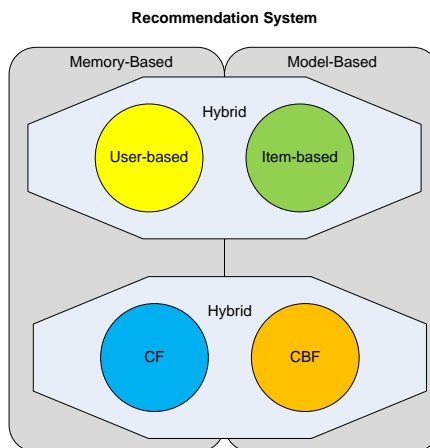 Recommendation System
Memory-Based
Model-Based
Hybrid
User-based
Item-based
Hybrid
CF
CBF